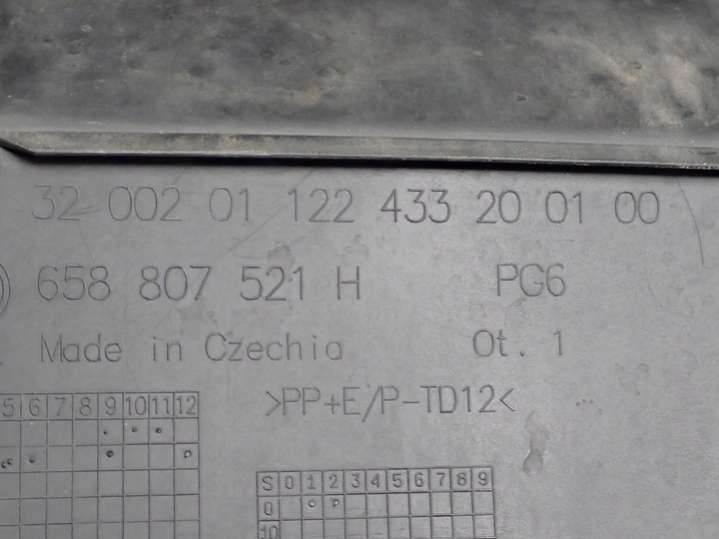 32 002 01 122 433 20 01 00
658 807 521 H PG6
Made in Czechia Ot. 1
>PP+E/P-TD12<
5 6 7 8 9 10 11 12
S 0 1 2 3 4 5 6 7 8 9
0
10